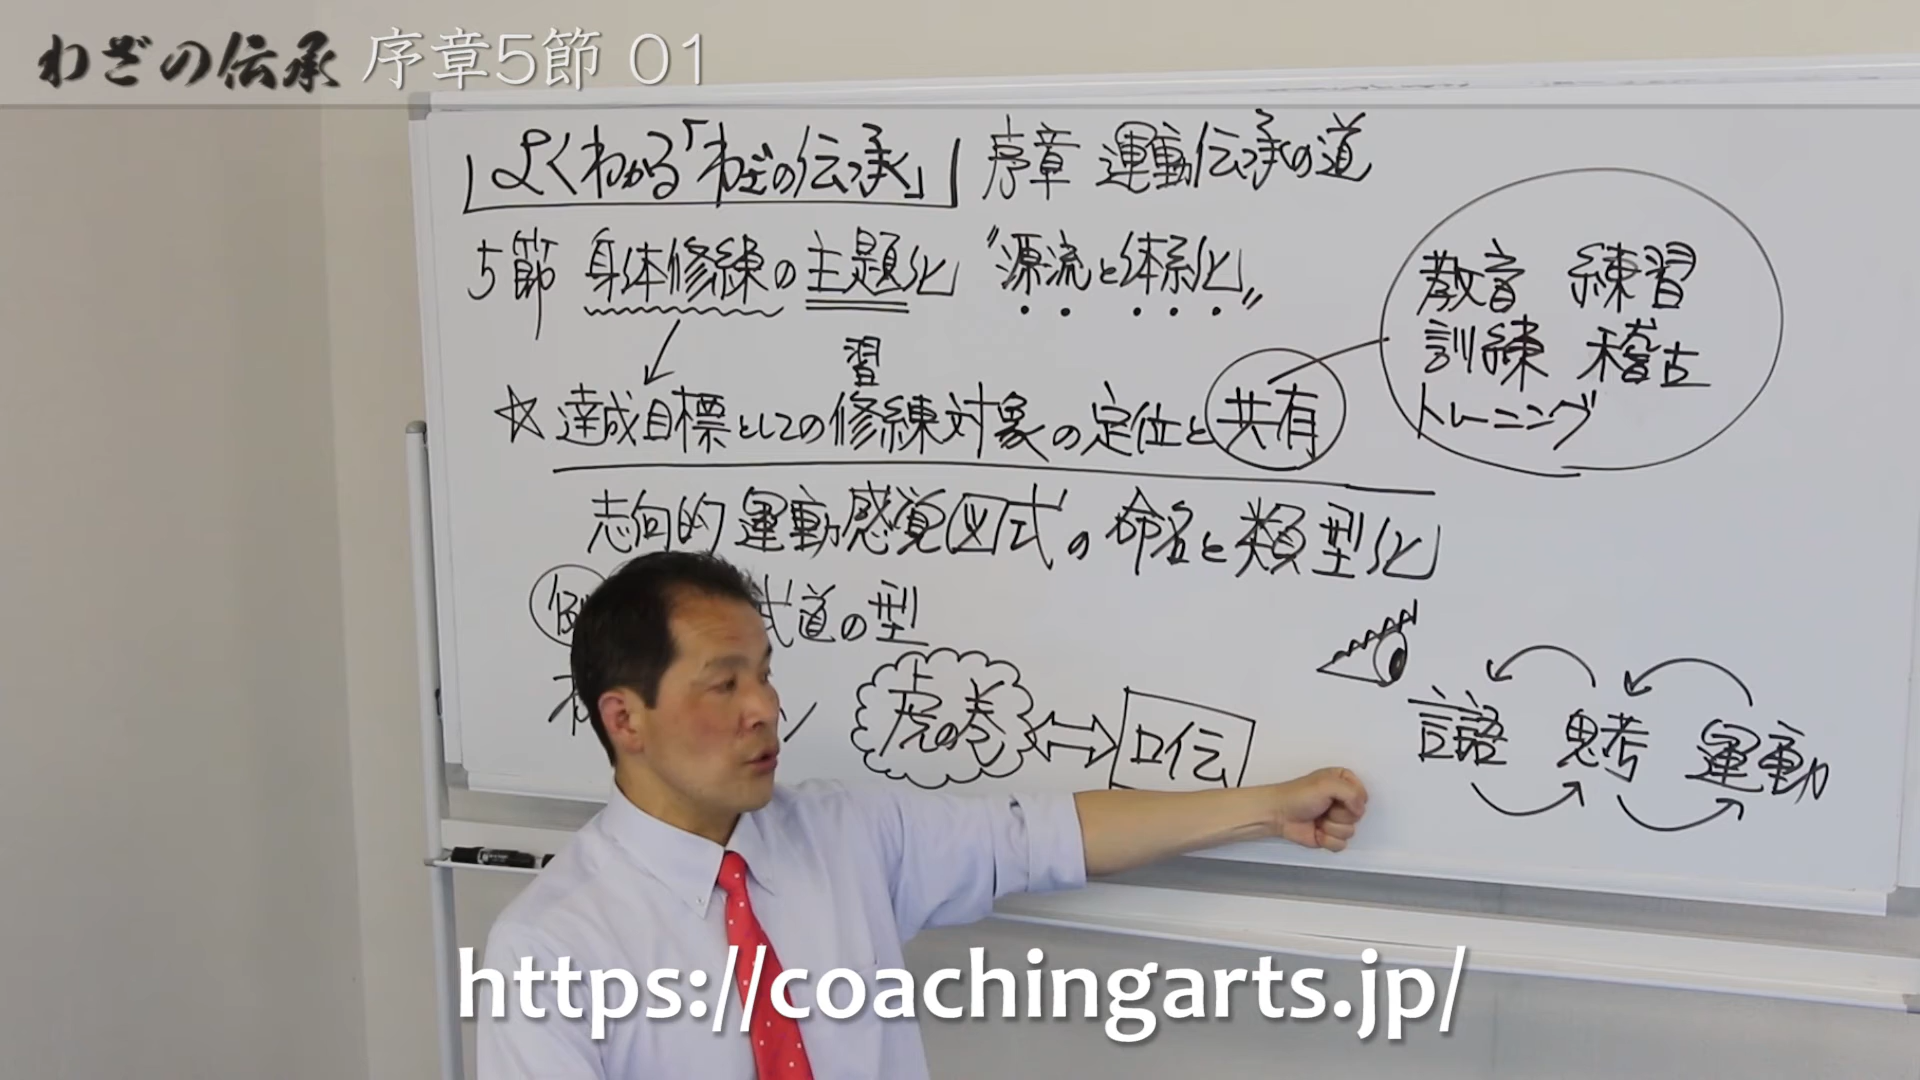 わざの伝承 序章5節 01
よくわかる「わざの伝承」 序章 運動伝承の道
5節 身体修練の主題化 〝源流と体系化〟
習
☆達成目標としての修練対象の定位と共有
教育 練習
訓練 稽古
トレーニング
志向的運動感覚図式の命名と類型化
例 武道の型
虎の巻 口伝
言語 思考 運動
https://coachingarts.jp/